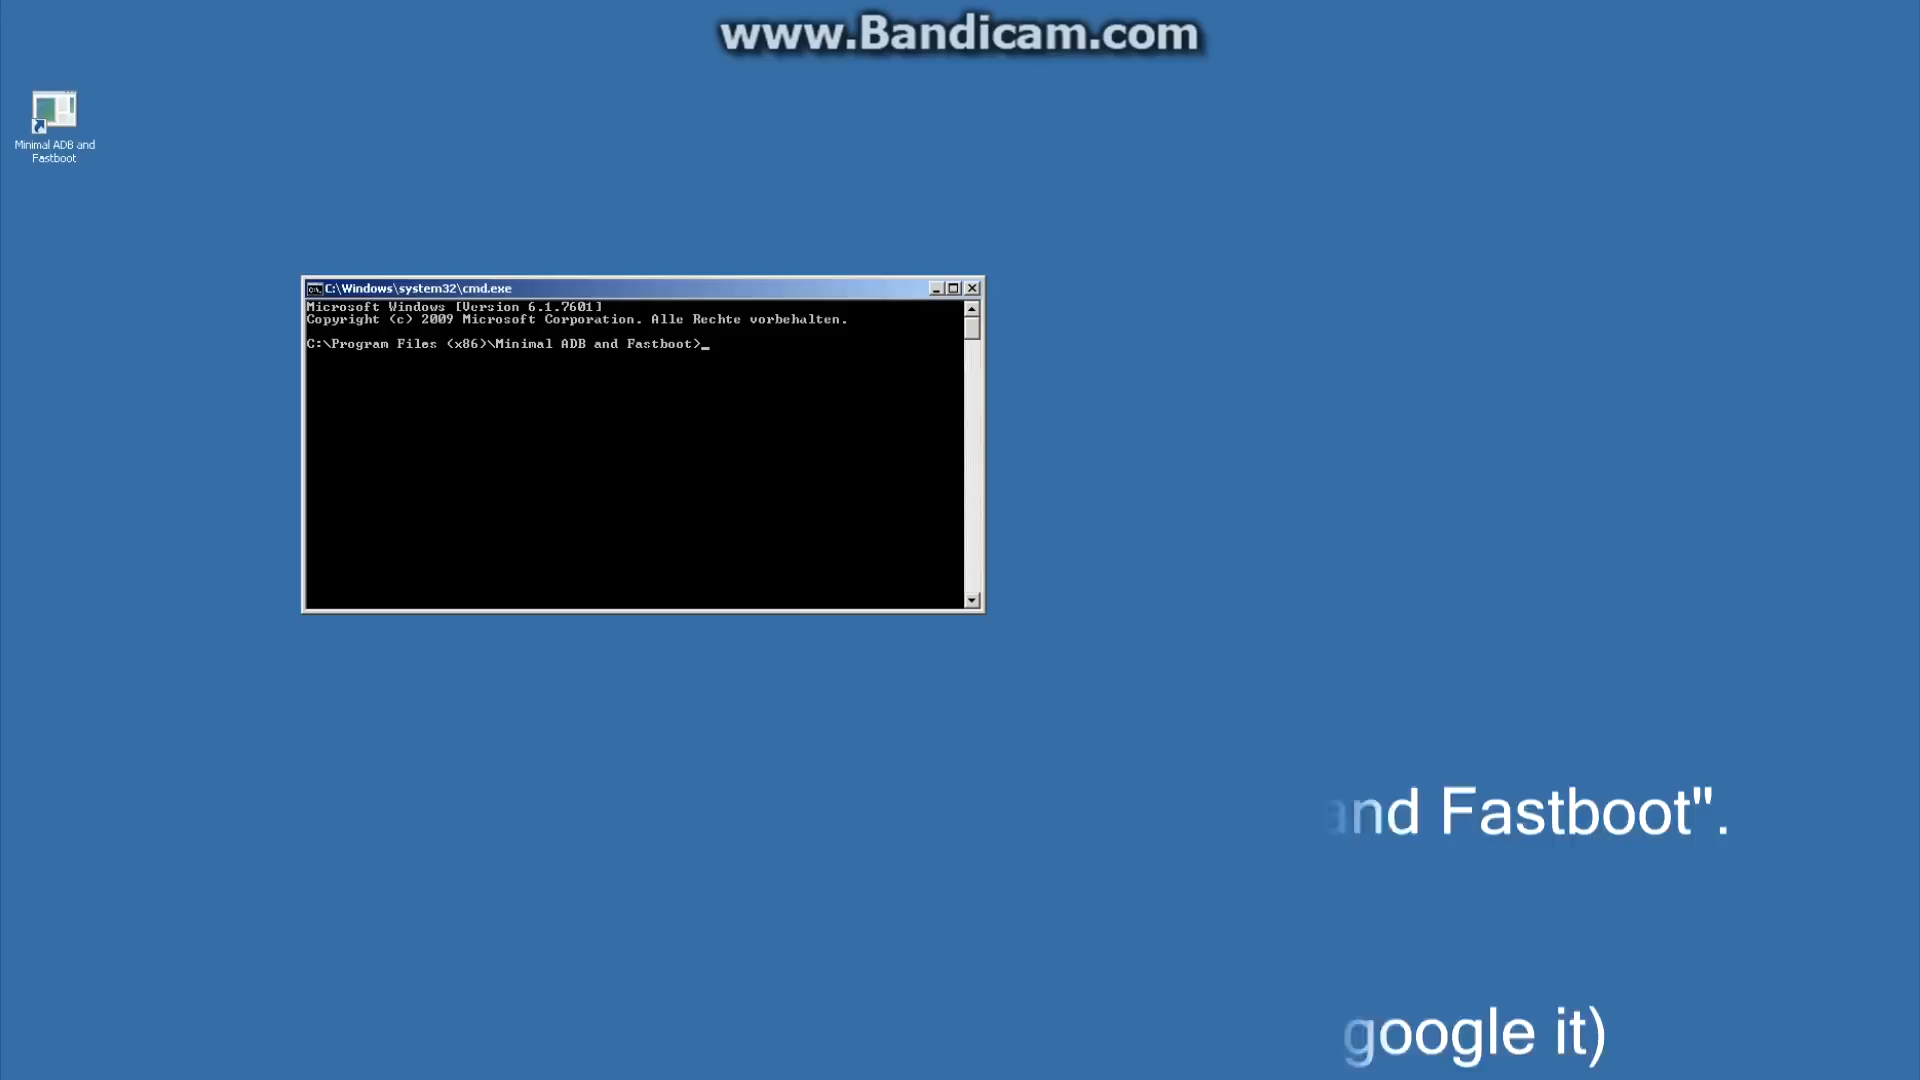 www.Bandicam.com
Minimal ADB and
Fastboot
C:\Windows\system32\cmd.exe
Microsoft Windows [Version 6.1.7601]
Copyright (c) 2009 Microsoft Corporation. Alle Rechte vorbehalten.
C:\Program Files (x86)\Minimal ADB and Fastboot>_
and Fastboot".
google it)